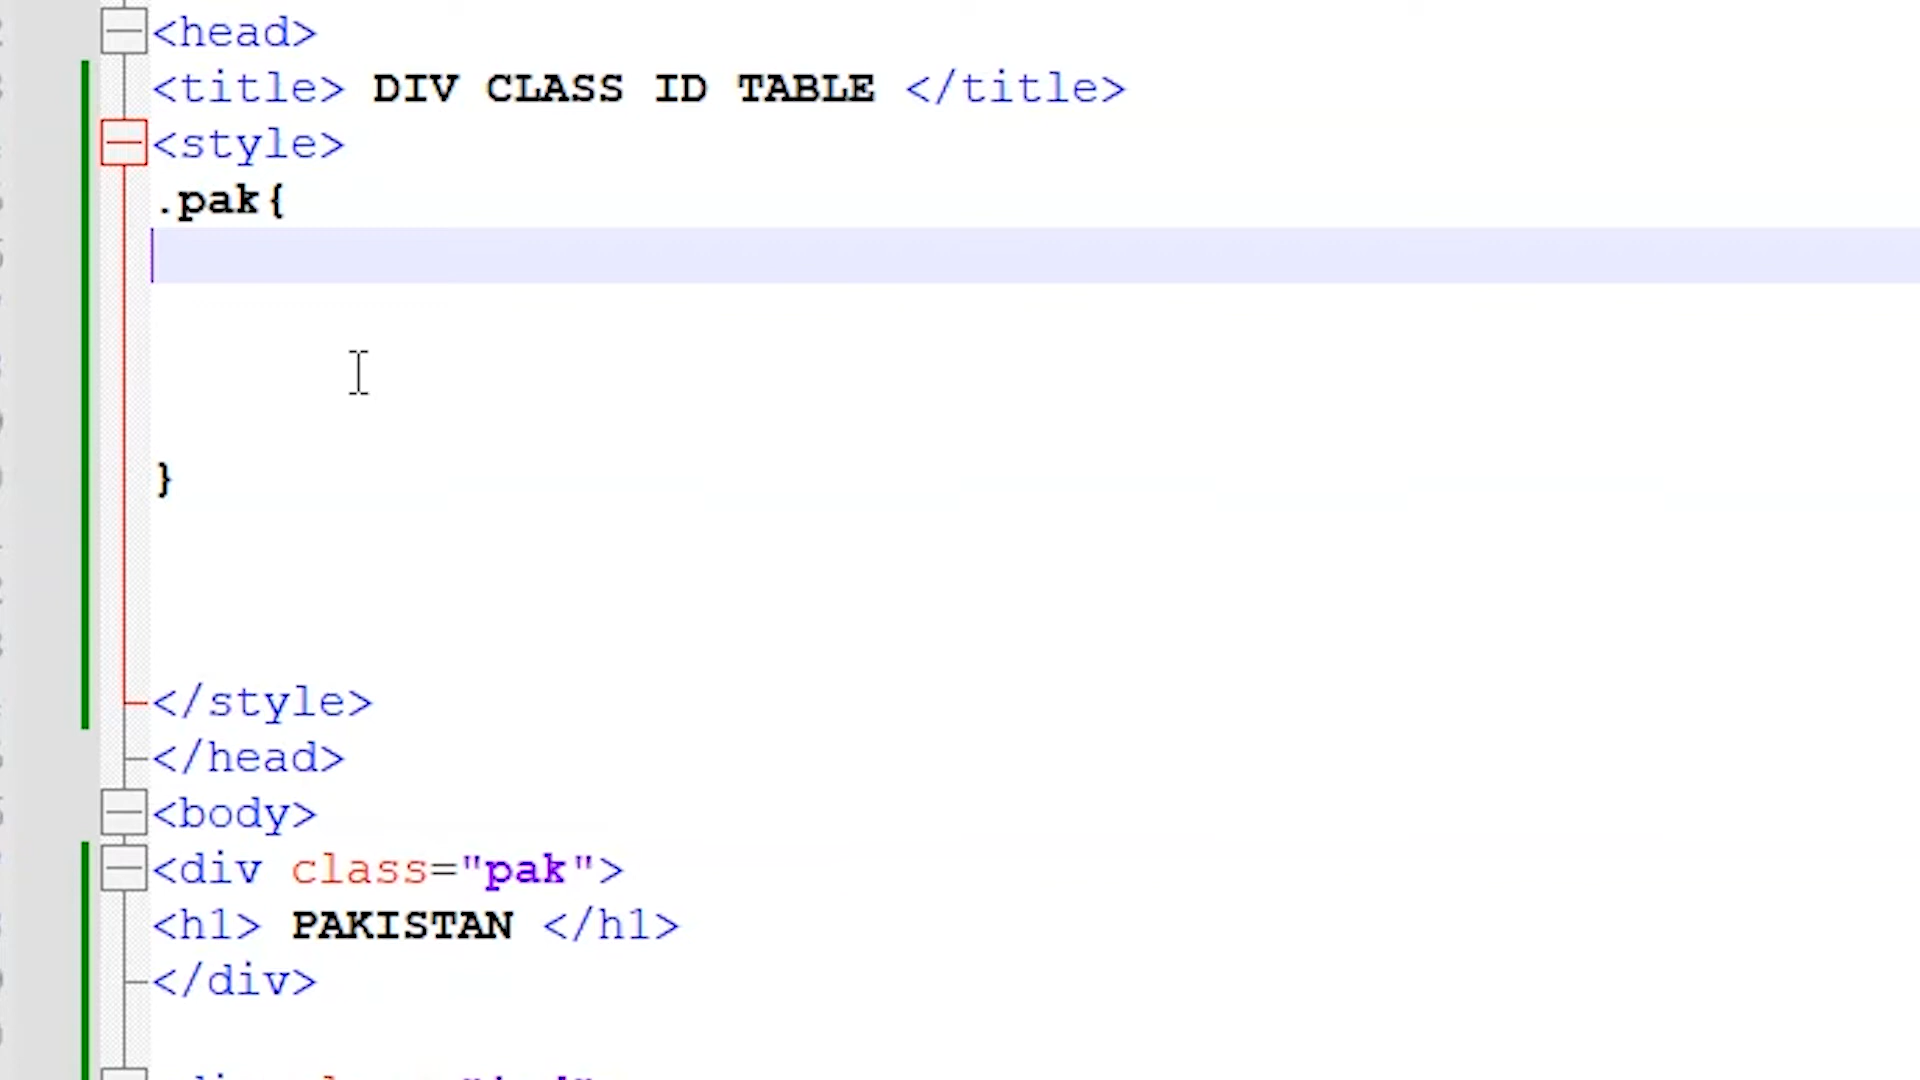 <head>
<title> DIV CLASS ID TABLE </title>
<style>
.pak{
}
</style>
</head>
<body>
<div class="pak">
<h1> PAKISTAN </h1>
</div>